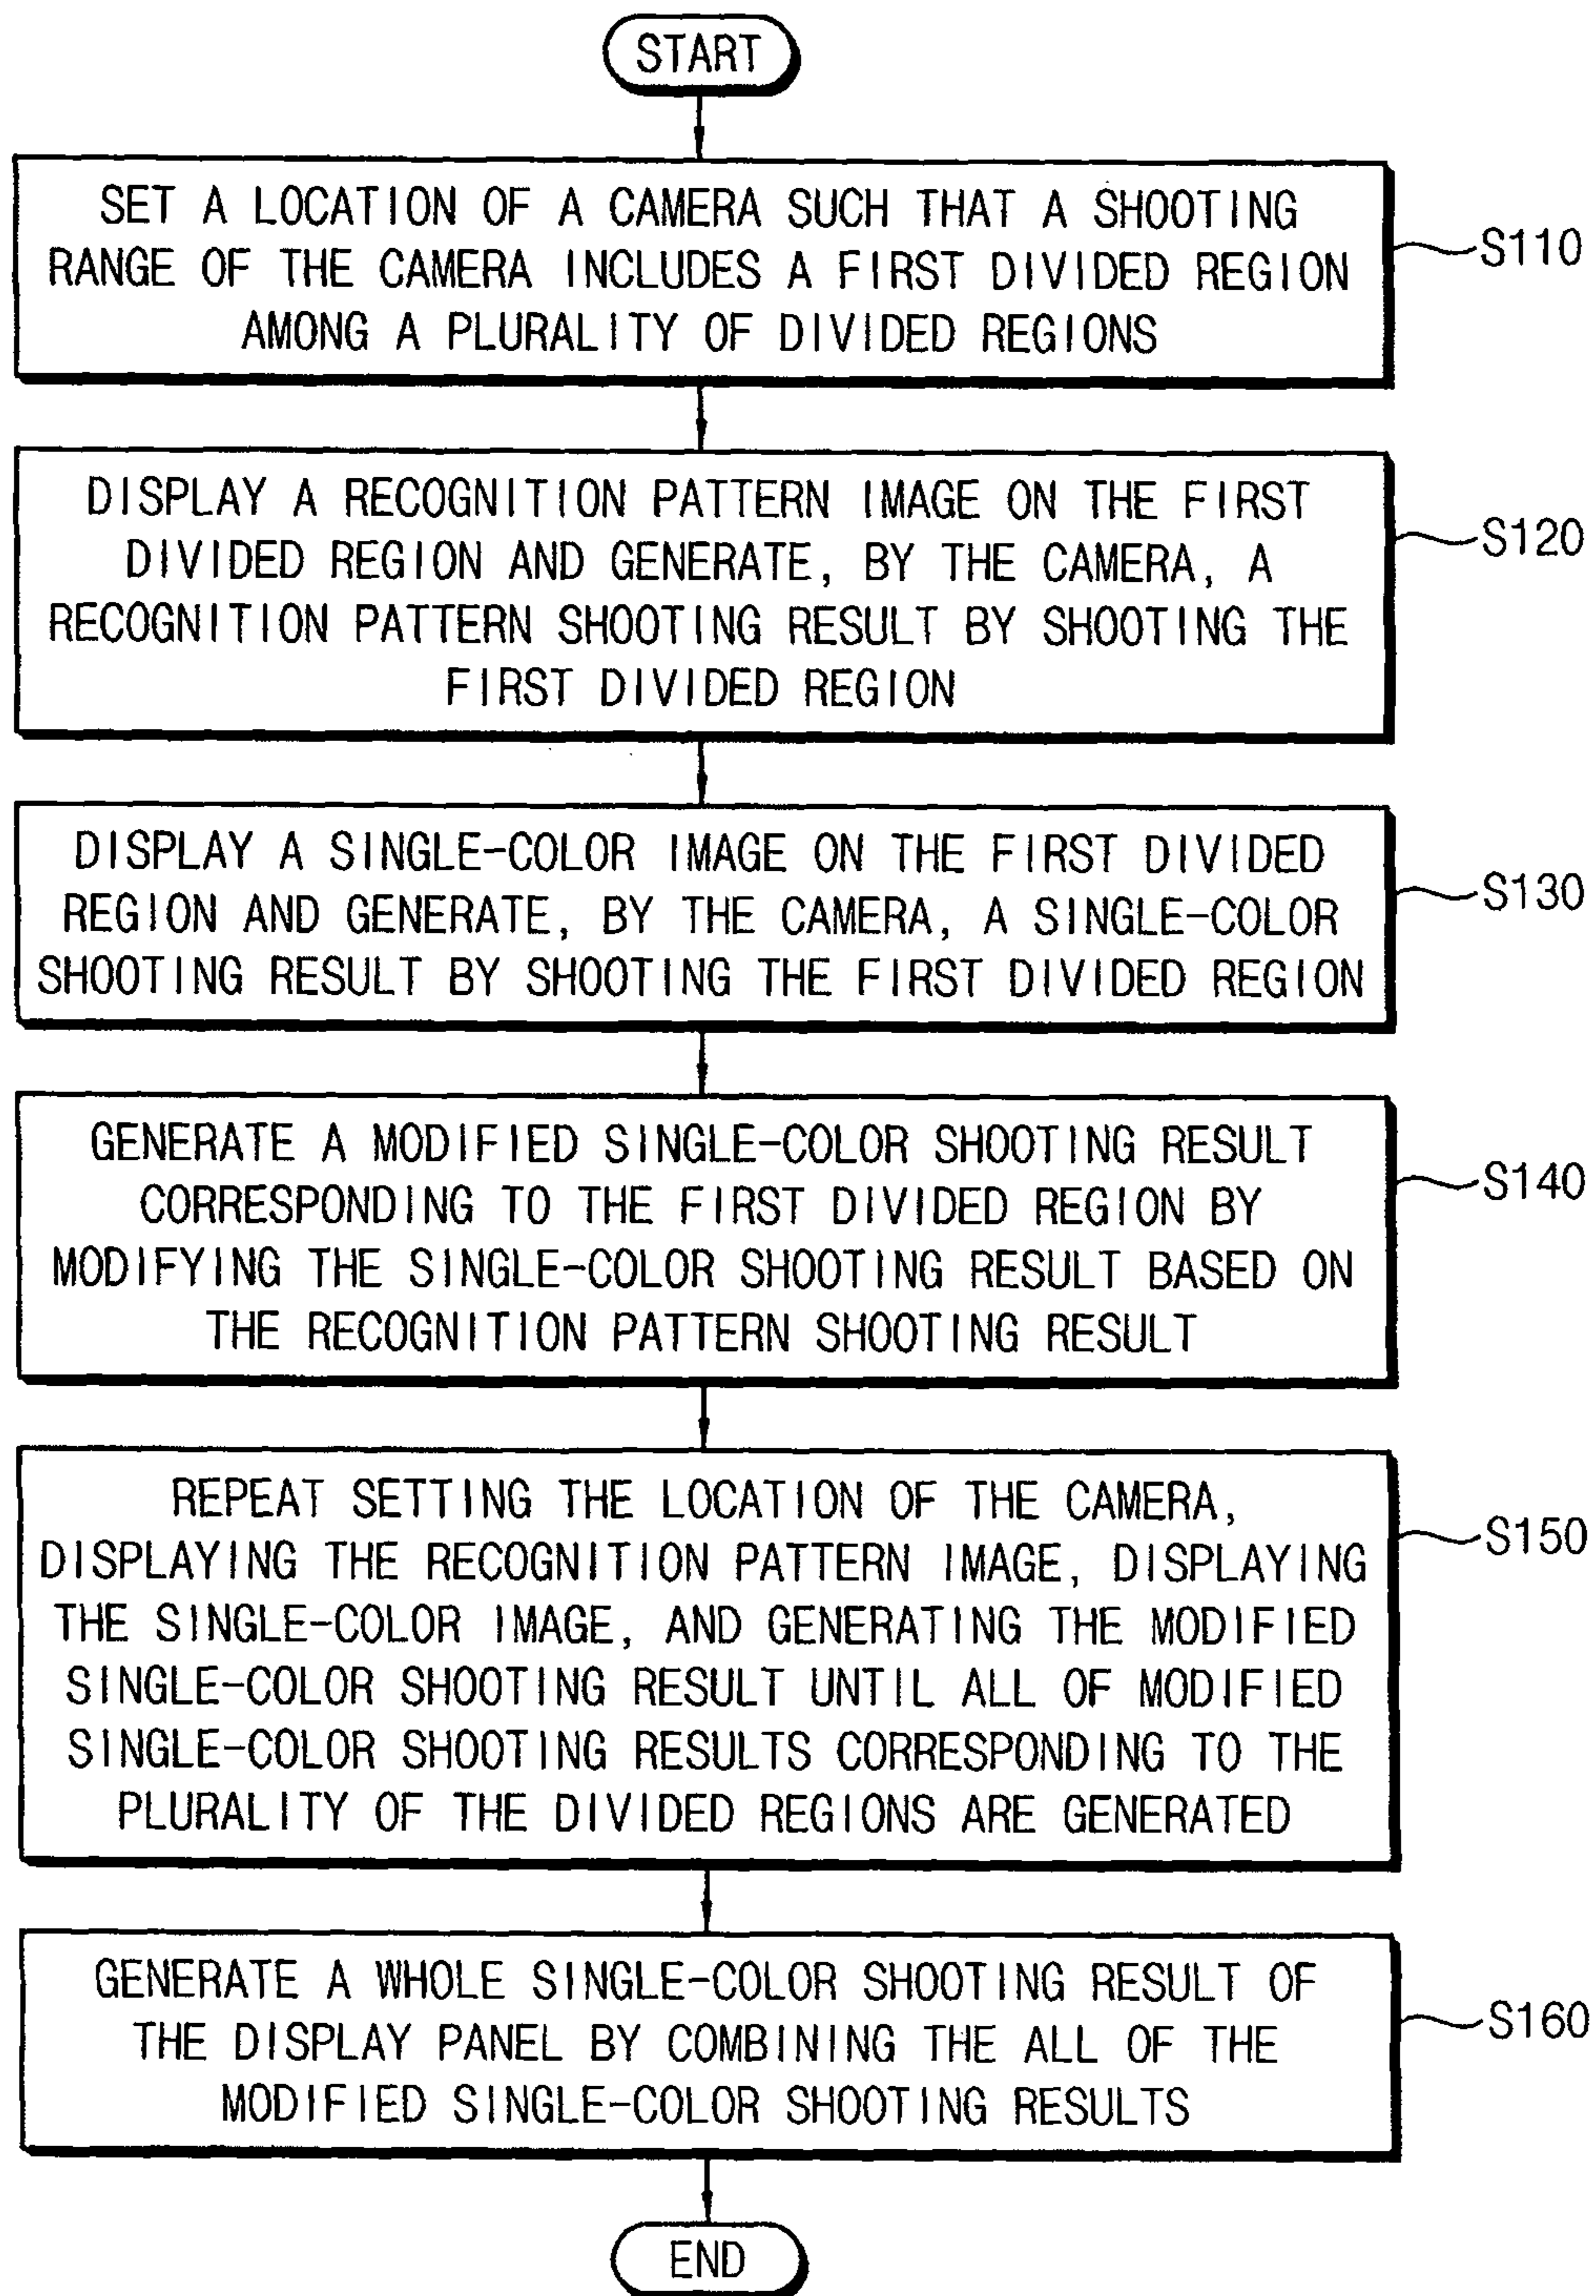 START
SET A LOCATION OF A CAMERA SUCH THAT A SHOOTING
RANGE OF THE CAMERA INCLUDES A FIRST DIVIDED REGION
AMONG A PLURALITY OF DIVIDED REGIONS
S110
DISPLAY A RECOGNITION PATTERN IMAGE ON THE FIRST
DIVIDED REGION AND GENERATE, BY THE CAMERA, A
RECOGNITION PATTERN SHOOTING RESULT BY SHOOTING THE
FIRST DIVIDED REGION
S120
DISPLAY A SINGLE-COLOR IMAGE ON THE FIRST DIVIDED
REGION AND GENERATE, BY THE CAMERA, A SINGLE-COLOR
SHOOTING RESULT BY SHOOTING THE FIRST DIVIDED REGION
S130
GENERATE A MODIFIED SINGLE-COLOR SHOOTING RESULT
CORRESPONDING TO THE FIRST DIVIDED REGION BY
MODIFYING THE SINGLE-COLOR SHOOTING RESULT BASED ON
THE RECOGNITION PATTERN SHOOTING RESULT
S140
REPEAT SETTING THE LOCATION OF THE CAMERA,
DISPLAYING THE RECOGNITION PATTERN IMAGE, DISPLAYING
THE SINGLE-COLOR IMAGE, AND GENERATING THE MODIFIED
SINGLE-COLOR SHOOTING RESULT UNTIL ALL OF MODIFIED
SINGLE-COLOR SHOOTING RESULTS CORRESPONDING TO THE
PLURALITY OF THE DIVIDED REGIONS ARE GENERATED
S150
GENERATE A WHOLE SINGLE-COLOR SHOOTING RESULT OF
THE DISPLAY PANEL BY COMBINING THE ALL OF THE
MODIFIED SINGLE-COLOR SHOOTING RESULTS
S160
END